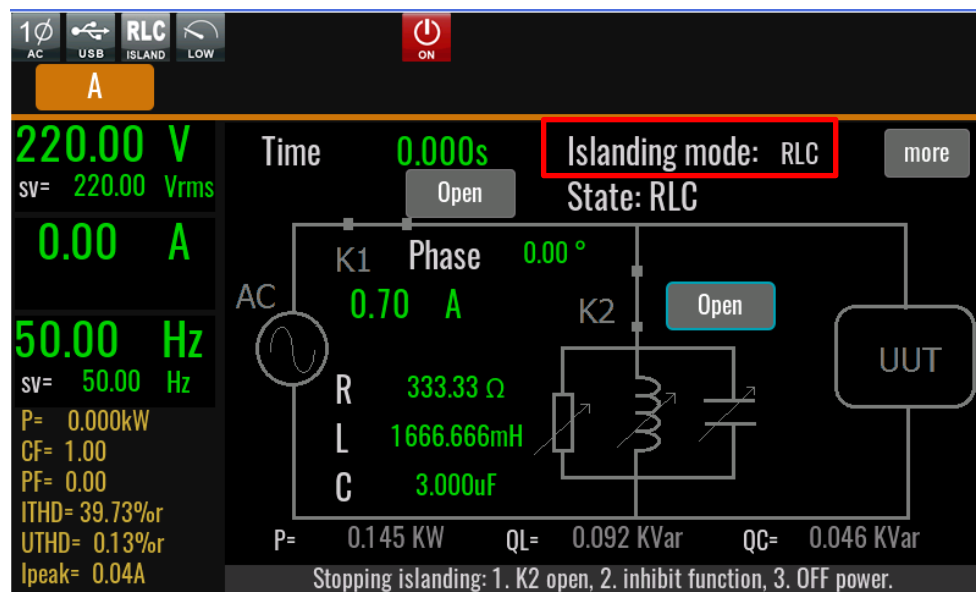 1Ø AC USB RLC ISLAND LOW ON
A
220.00 V
sv= 220.00 Vrms
0.00 A
50.00 Hz
sv= 50.00 Hz
P= 0.000kW
CF= 1.00
PF= 0.00
ITHD= 39.73%r
UTHD= 0.13%r
Ipeak= 0.04A
Time 0.000s Islanding mode: RLC more
Open State: RLC
K1 Phase 0.00 °
AC 0.70 A K2 Open
UUT
R 333.33 Ω
L 1666.666mH
C 3.000uF
P= 0.145 KW QL= 0.092 KVar QC= 0.046 KVar
Stopping islanding: 1. K2 open, 2. inhibit function, 3. OFF power.